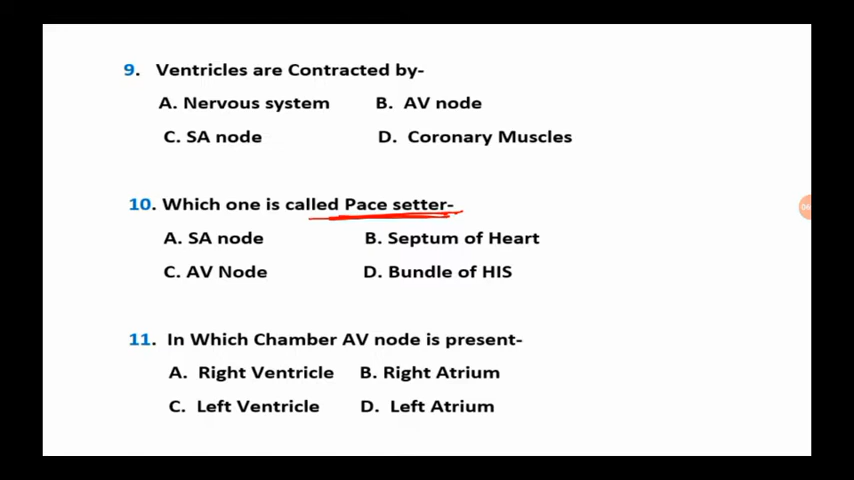 9. Ventricles are Contracted by-
A. Nervous system B. AV node
C. SA node D. Coronary Muscles
10. Which one is called Pace setter-
A. SA node B. Septum of Heart
C. AV Node D. Bundle of HIS
11. In Which Chamber AV node is present-
A. Right Ventricle B. Right Atrium
C. Left Ventricle D. Left Atrium